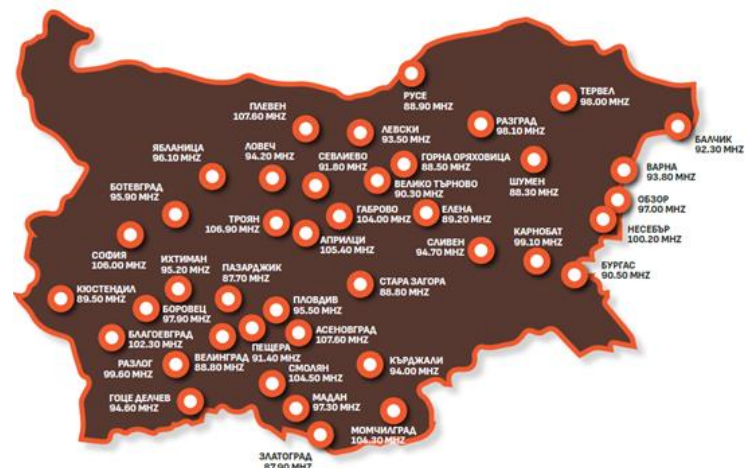 РУСЕ
88.90 MHZ
ТЕРВЕЛ
98.00 MHZ
ПЛЕВЕН
107.60 MHZ
ЛЕВСКИ
93.50 MHZ
РАЗГРАД
98.10 MHZ
БАЛЧИК
92.30 MHZ
ЯБЛАНИЦА
96.10 MHZ
ЛОВЕЧ
94.20 MHZ
СЕВЛИЕВО
91.80 MHZ
ГОРНА ОРЯХОВИЦА
88.50 MHZ
ШУМЕН
88.30 MHZ
ВАРНА
93.80 MHZ
БОТЕВГРАД
95.90 MHZ
ВЕЛИКО ТЪРНОВО
90.30 MHZ
ОБЗОР
97.00 MHZ
ТРОЯН
106.90 MHZ
ГАБРОВО
104.00 MHZ
ЕЛЕНА
89.20 MHZ
НЕСЕБЪР
100.20 MHZ
АПРИЛЦИ
105.40 MHZ
СОФИЯ
106.00 MHZ
СЛИВЕН
94.70 MHZ
КАРНОБАТ
99.10 MHZ
ИХТИМАН
95.20 MHZ
ПАЗАРДЖИК
87.70 MHZ
БУРГАС
90.50 MHZ
КЮСТЕНДИЛ
89.50 MHZ
СТАРА ЗАГОРА
88.80 MHZ
БОРОВЕЦ
97.90 MHZ
ПЛОВДИВ
95.50 MHZ
БЛАГОЕВГРАД
102.30 MHZ
АСЕНОВГРАД
107.60 MHZ
ПЕЩЕРА
91.40 MHZ
РАЗЛОГ
99.60 MHZ
ВЕЛИНГРАД
88.80 MHZ
КЪРДЖАЛИ
94.00 MHZ
СМОЛЯН
104.50 MHZ
ГОЦЕ ДЕЛЧЕВ
94.60 MHZ
МАДАН
97.30 MHZ
МОМЧИЛГРАД
104.30 MHZ
ЗЛАТОГРАД
87.90 MHZ